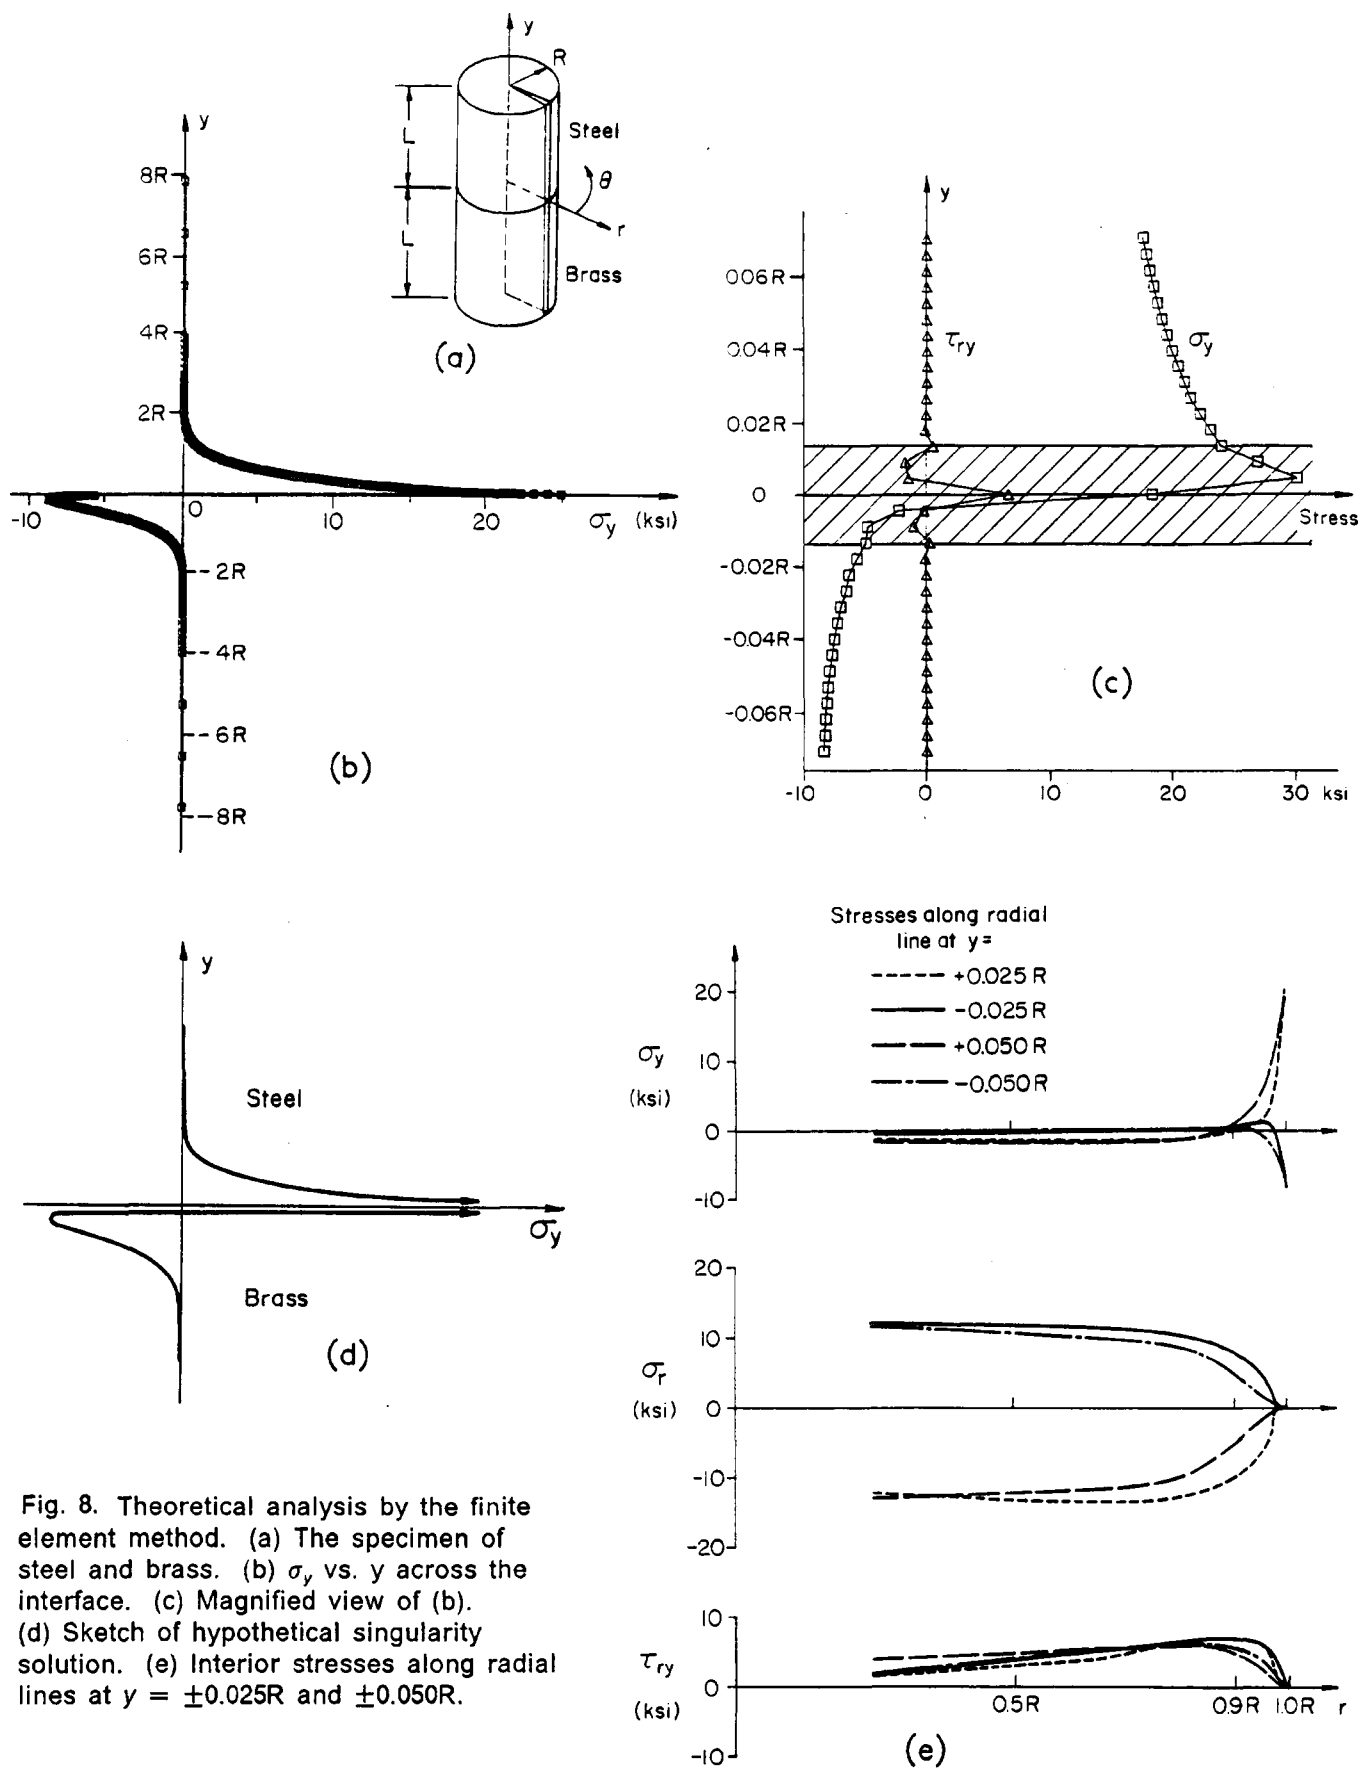 y
R
L
Steel
θ
r
L
Brass
(a)
y
8R
6R
4R
2R
-10
0
10
20
σy (ksi)
-2R
-4R
-6R
-8R
(b)
y
0.06R
0.04R
0.02R
0
-0.02R
-0.04R
-0.06R
τry
σy
Stress
(c)
-10
0
10
20
30 ksi
y
Steel
σy
Brass
(d)
Stresses along radial
line at y =
+0.025 R
-0.025 R
+0.050 R
-0.050 R
20
10
σy
(ksi)
0
-10
20
10
σr
(ksi)
0
-10
-20
10
τry
(ksi)
0
-10
0.5R
0.9R
1.0R
r
(e)
Fig. 8. Theoretical analysis by the finite
element method. (a) The specimen of
steel and brass. (b) σy vs. y across the
interface. (c) Magnified view of (b).
(d) Sketch of hypothetical singularity
solution. (e) Interior stresses along radial
lines at y = ±0.025R and ±0.050R.